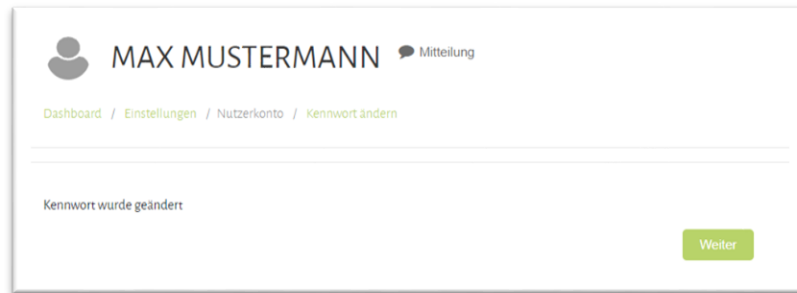 MAX MUSTERMANN Mitteilung
Dashboard / Einstellungen / Nutzerkonto / Kennwort ändern
Kennwort wurde geändert
Weiter